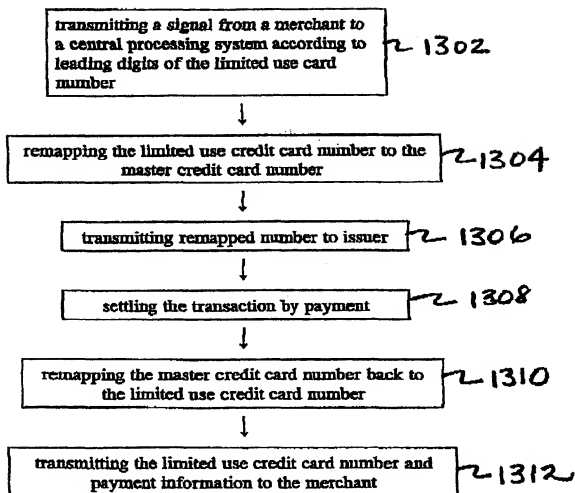 transmitting a signal from a merchant to
a central processing system according to
leading digits of the limited use card
number
1302
remapping the limited use credit card number to the
master credit card number
1304
transmitting remapped number to issuer
1306
settling the transaction by payment
1308
remapping the master credit card number back to
the limited use credit card number
1310
transmitting the limited use credit card number and
payment information to the merchant
1312